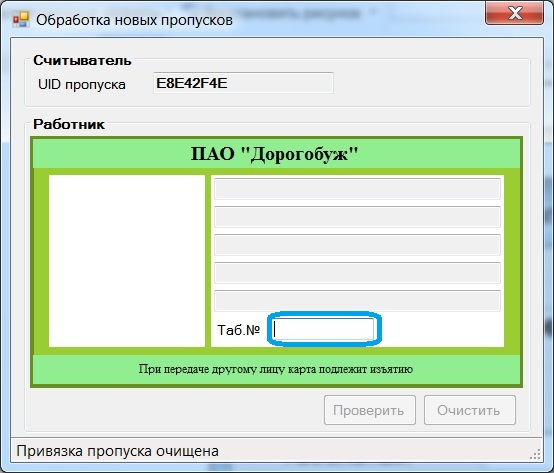 Обработка новых пропусков
Считыватель
UID пропуска E8E42F4E
Работник
ПАО "Дорогобуж"
Таб.№
При передаче другому лицу карта подлежит изъятию
Проверить Очистить
Привязка пропуска очищена